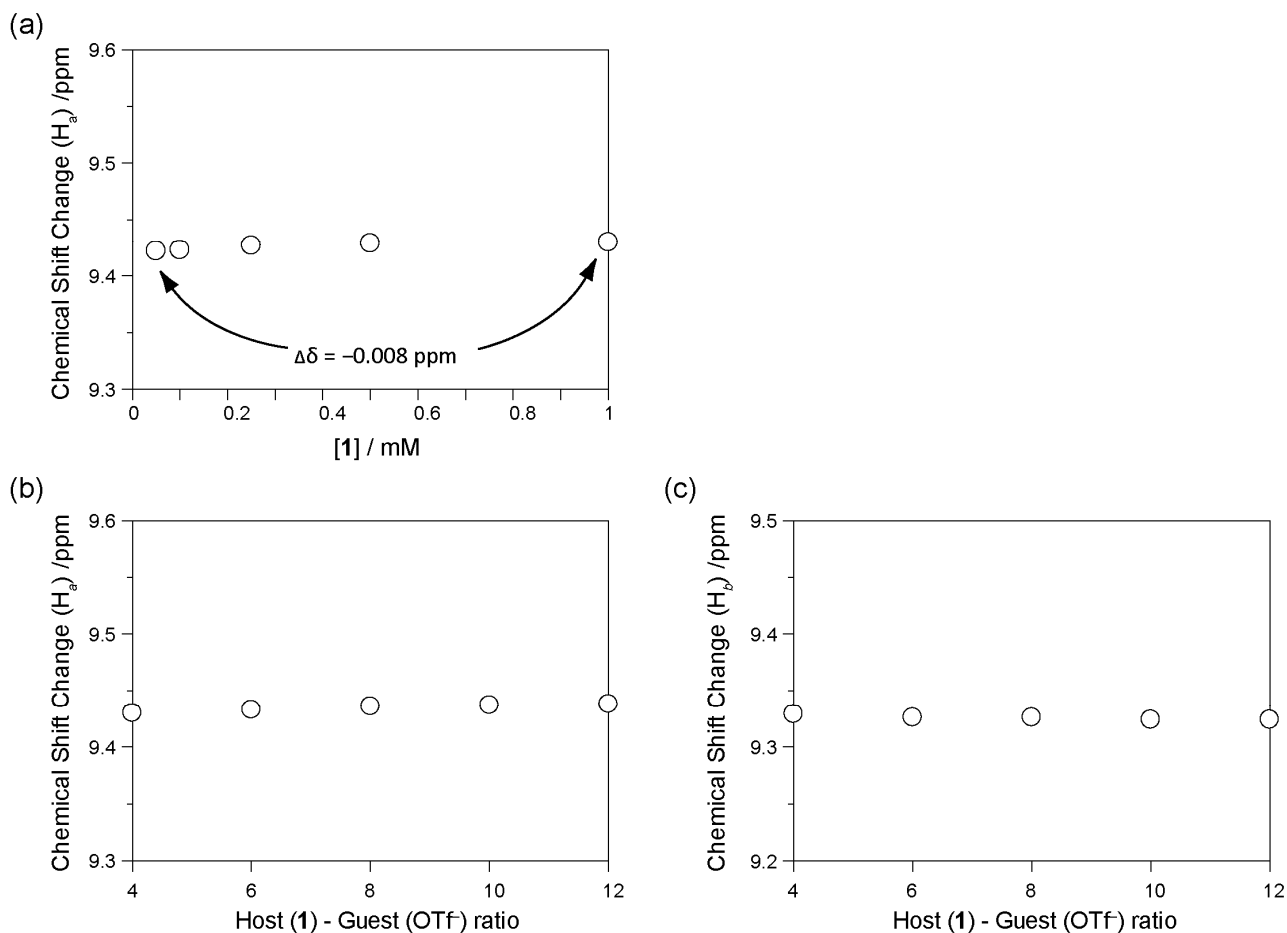 (a)
Chemical Shift Change (Ha) /ppm
9.6
9.5
9.4
9.3
Δδ = −0.008 ppm
0 0.2 0.4 0.6 0.8 1
[1] / mM
(b)
Chemical Shift Change (Ha) /ppm
9.6
9.5
9.4
9.3
4 6 8 10 12
Host (1) - Guest (OTf-) ratio
(c)
Chemical Shift Change (Hb) /ppm
9.5
9.4
9.3
9.2
4 6 8 10 12
Host (1) - Guest (OTf-) ratio